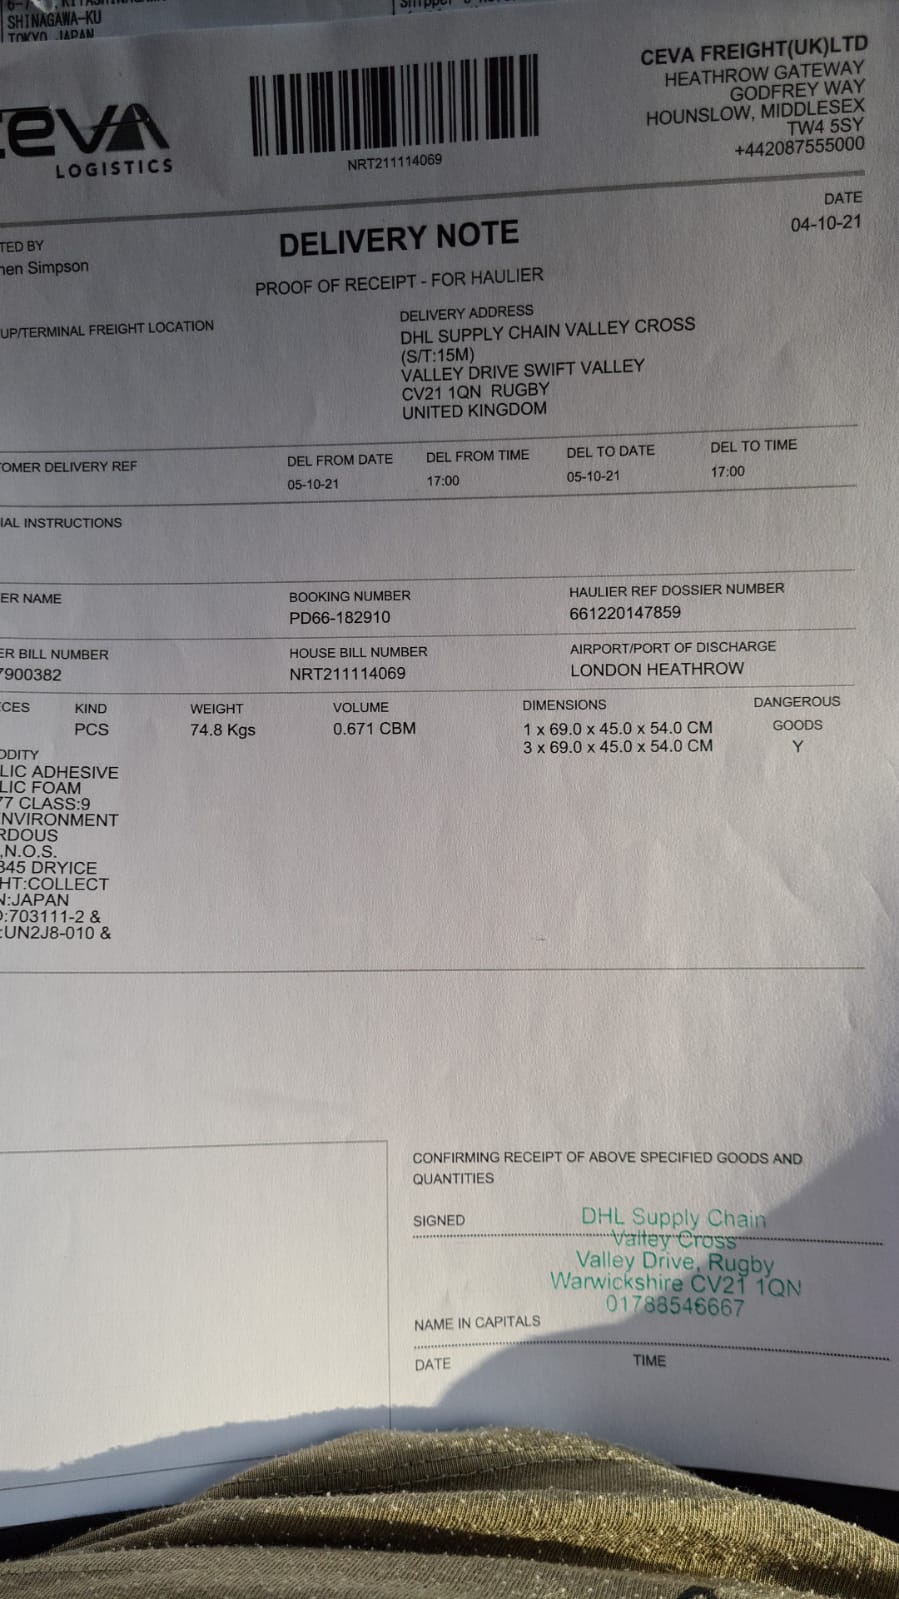 SHINAGAWA-KU
TOKYO JAPAN
CEVA FREIGHT(UK)LTD
HEATHROW GATEWAY
GODFREY WAY
HOUNSLOW, MIDDLESEX
TW4 5SY
+442087555000
eva
LOGISTICS
NRT211114069
DATE
04-10-21
TED BY
hen Simpson
DELIVERY NOTE
PROOF OF RECEIPT - FOR HAULIER
UP/TERMINAL FREIGHT LOCATION
DELIVERY ADDRESS
DHL SUPPLY CHAIN VALLEY CROSS
(S/T:15M)
VALLEY DRIVE SWIFT VALLEY
CV21 1QN RUGBY
UNITED KINGDOM
OMER DELIVERY REF
DEL FROM DATE DEL FROM TIME DEL TO DATE DEL TO TIME
05-10-21 17:00 05-10-21 17:00
IAL INSTRUCTIONS
ER NAME BOOKING NUMBER HAULIER REF DOSSIER NUMBER
PD66-182910 661220147859
ER BILL NUMBER HOUSE BILL NUMBER AIRPORT/PORT OF DISCHARGE
7900382 NRT211114069 LONDON HEATHROW
CES KIND WEIGHT VOLUME DIMENSIONS DANGEROUS
GOODS
PCS 74.8 Kgs 0.671 CBM 1 x 69.0 x 45.0 x 54.0 CM
3 x 69.0 x 45.0 x 54.0 CM Y
ODITY
LIC ADHESIVE
LIC FOAM
77 CLASS:9
NVIRONMENT
RDOUS
,N.O.S.
845 DRYICE
HT:COLLECT
N:JAPAN
:703111-2 &
:UN2J8-010 &
CONFIRMING RECEIPT OF ABOVE SPECIFIED GOODS AND
QUANTITIES
SIGNED
DHL Supply Chain
Valley Cross
Valley Drive, Rugby
Warwickshire CV21 1QN
01788546667
NAME IN CAPITALS
DATE TIME